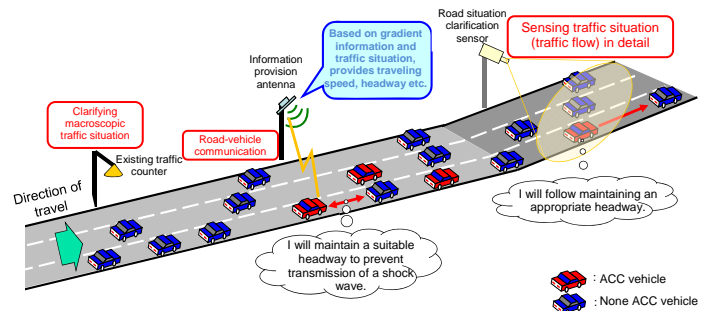 Road situation
clarification
sensor
Sensing traffic situation
(traffic flow) in detail
Based on gradient
information and
traffic situation,
provides traveling
speed, headway etc.
Information
provision
antenna
Clarifying
macroscopic
traffic situation
Road-vehicle
communication
Existing traffic
counter
Direction of
travel
I will follow maintaining an
appropriate headway.
I will maintain a suitable
headway to prevent
transmission of a shock
wave.
: ACC vehicle
: None ACC vehicle